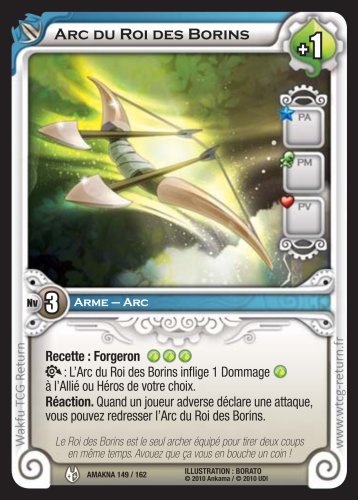 Arc du Roi des Borins
+1
PA
PM
PV
Nv 3 Arme – Arc
Recette : Forgeron
: L'Arc du Roi des Borins inflige 1 Dommage
à l'Allié ou Héros de votre choix.
Réaction. Quand un joueur adverse déclare une attaque,
vous pouvez redresser l'Arc du Roi des Borins.
Le Roi des Borins est le seul archer équipé pour tirer deux coups
en même temps. Avouez que ça vous en bouche un coin !
AMAKNA 149 / 162
ILLUSTRATION : BORATO
© 2010 Ankama / © 2010 UDI
Wakfu TCG Return
www.wtcg-return.fr